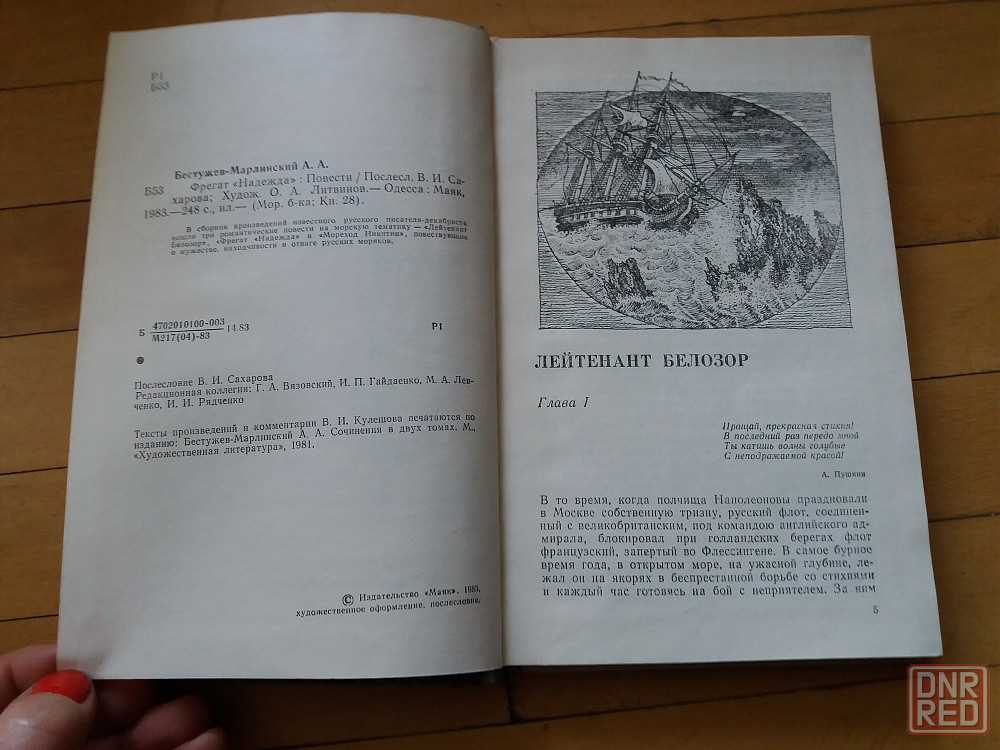 Р1
Б53
Бестужев-Марлинский А. А.
Б53 Фрегат «Надежда»: Повести / Послесл. В. И. Са-
харова; Худож. О. А. Литвинов.— Одесса: Маяк,
1983.—248 с., ил.— (Мор. б-ка; Кн. 28).
В сборник произведений известного русского писателя-декабриста
вошли три романтические повести на морскую тематику — «Лейтенант
Белозор», «Фрегат «Надежда» и «Мореход Никитин», повествующие
о мужестве, находчивости и отваге русских моряков.
Б 4702010100-003 14.83 Р1
М217(04)-83
Послесловие В. И. Сахарова
Редакционная коллегия: Г. А. Вязовский, И. П. Гайдаенко, М. А. Лев-
ченко, И. И. Рядченко
Тексты произведений и комментарии В. И. Кулешова печатаются по
изданию: Бестужев-Марлинский А. А. Сочинения в двух томах, М.,
«Художественная литература», 1981.
© Издательство «Маяк», 1983,
художественное оформление, послесловие.
ЛЕЙТЕНАНТ БЕЛОЗОР
Глава I
Прощай, прекрасная стихия!
В последний раз передо мной
Ты катишь волны голубые
С неподражаемой красой!
А. Пушкин
В то время, когда полчища Наполеоновы праздновали
в Москве собственную тризну, русский флот, соединен-
ный с великобританским, под командою английского ад-
мирала, блокировал при голландских берегах флот
французский, запертый во Флессингене. В самое бурное
время года, в открытом море, на ужасной глубине, ле-
жал он на якорях в беспрестанной борьбе со стихиями
и каждый час готовясь на бой с неприятелем. За ним
5
DNR
RED